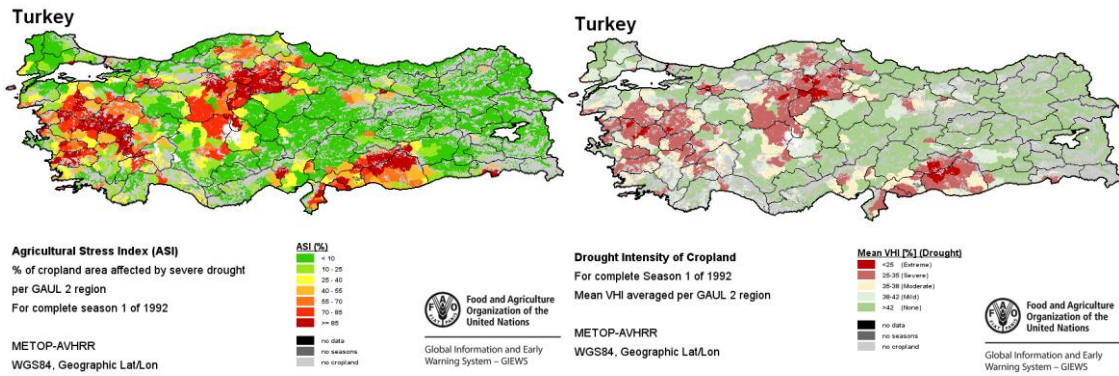 Turkey
Agricultural Stress Index (ASI)
% of cropland area affected by severe drought
per GAUL 2 region
For complete season 1 of 1992
METOP-AVHRR
WGS84, Geographic Lat/Lon
ASI (%)
< 10
10 - 25
25 - 40
40 - 55
55 - 70
70 - 85
>= 85
no data
no seasons
no cropland
FAO
FIAT PANIS
Food and Agriculture
Organization of the
United Nations
Global Information and Early
Warning System – GIEWS
Turkey
Drought Intensity of Cropland
For complete Season 1 of 1992
Mean VHI averaged per GAUL 2 region
METOP-AVHRR
WGS84, Geographic Lat/Lon
Mean VHI [%] (Drought)
<25 (Extreme)
25-35 (Severe)
35-38 (Moderate)
38-42 (Mild)
>42 (None)
no data
no seasons
no cropland
FAO
FIAT PANIS
Food and Agriculture
Organization of the
United Nations
Global Information and Early
Warning System – GIEWS